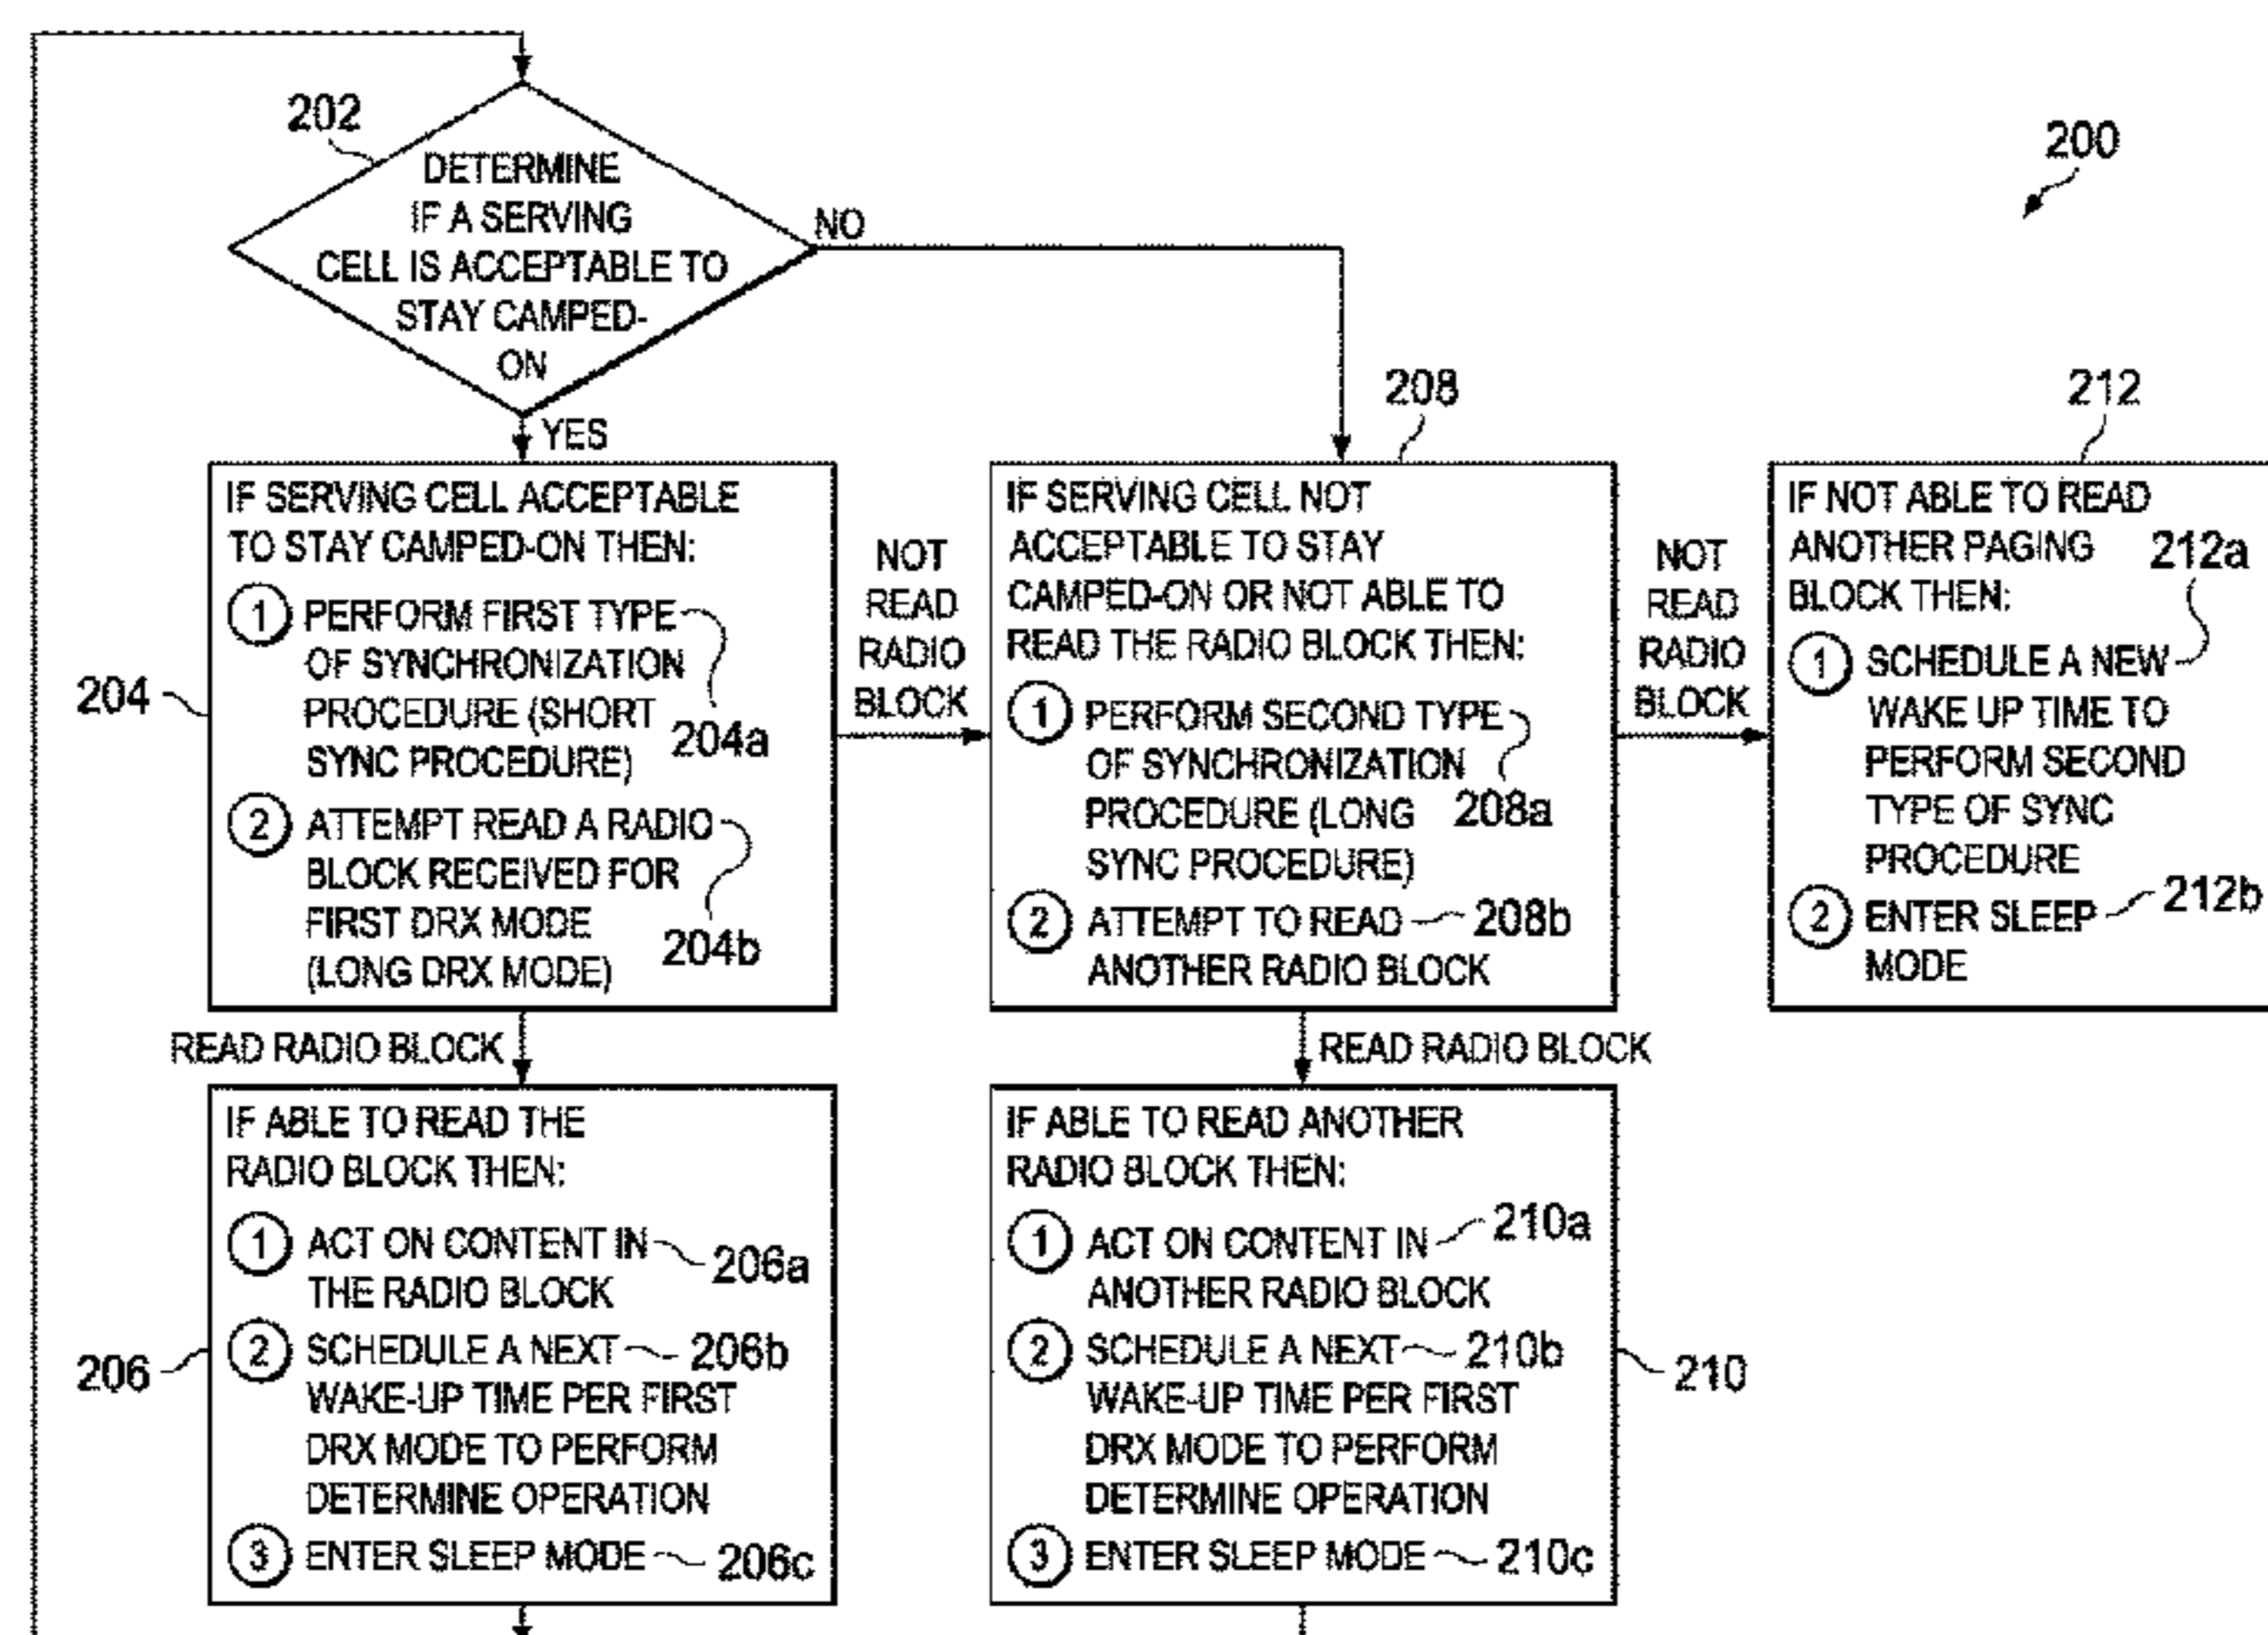 202
DETERMINE
IF A SERVING
CELL IS ACCEPTABLE TO
STAY CAMPED-
ON
NO
YES
200
204
IF SERVING CELL ACCEPTABLE
TO STAY CAMPED-ON THEN:
1 PERFORM FIRST TYPE
OF SYNCHRONIZATION
PROCEDURE (SHORT
SYNC PROCEDURE)
204a
2 ATTEMPT READ A RADIO
BLOCK RECEIVED FOR
FIRST DRX MODE
(LONG DRX MODE)
204b
NOT
READ
RADIO
BLOCK
208
IF SERVING CELL NOT
ACCEPTABLE TO STAY
CAMPED-ON OR NOT ABLE TO
READ THE RADIO BLOCK THEN:
1 PERFORM SECOND TYPE
OF SYNCHRONIZATION
PROCEDURE (LONG
SYNC PROCEDURE)
208a
2 ATTEMPT TO READ 208b
ANOTHER RADIO BLOCK
NOT
READ
RADIO
BLOCK
212
IF NOT ABLE TO READ
ANOTHER PAGING
BLOCK THEN:
212a
1 SCHEDULE A NEW
WAKE UP TIME TO
PERFORM SECOND
TYPE OF SYNC
PROCEDURE
2 ENTER SLEEP 212b
MODE
READ RADIO BLOCK
206
IF ABLE TO READ THE
RADIO BLOCK THEN:
1 ACT ON CONTENT IN 206a
THE RADIO BLOCK
2 SCHEDULE A NEXT 206b
WAKE-UP TIME PER FIRST
DRX MODE TO PERFORM
DETERMINE OPERATION
3 ENTER SLEEP MODE 206c
READ RADIO BLOCK
210
IF ABLE TO READ ANOTHER
RADIO BLOCK THEN:
1 ACT ON CONTENT IN 210a
ANOTHER RADIO BLOCK
2 SCHEDULE A NEXT 210b
WAKE-UP TIME PER FIRST
DRX MODE TO PERFORM
DETERMINE OPERATION
3 ENTER SLEEP MODE 210c